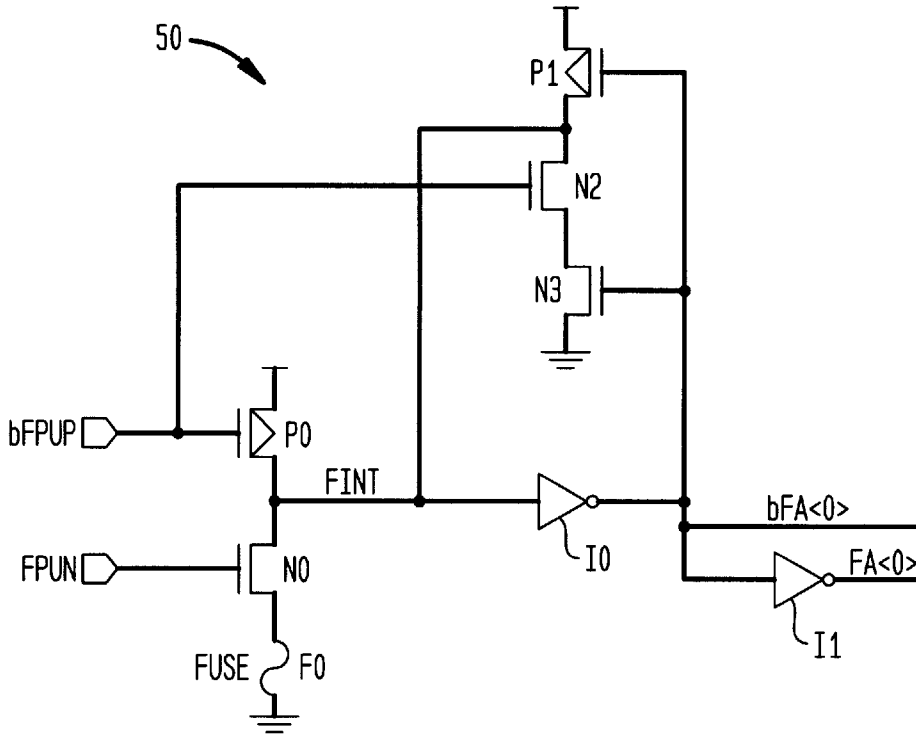 50
P1
N2
N3
bFPUP
P0
FINT
bFA<0>
FPUN
N0
I0
FA<0>
FUSE F0
I1